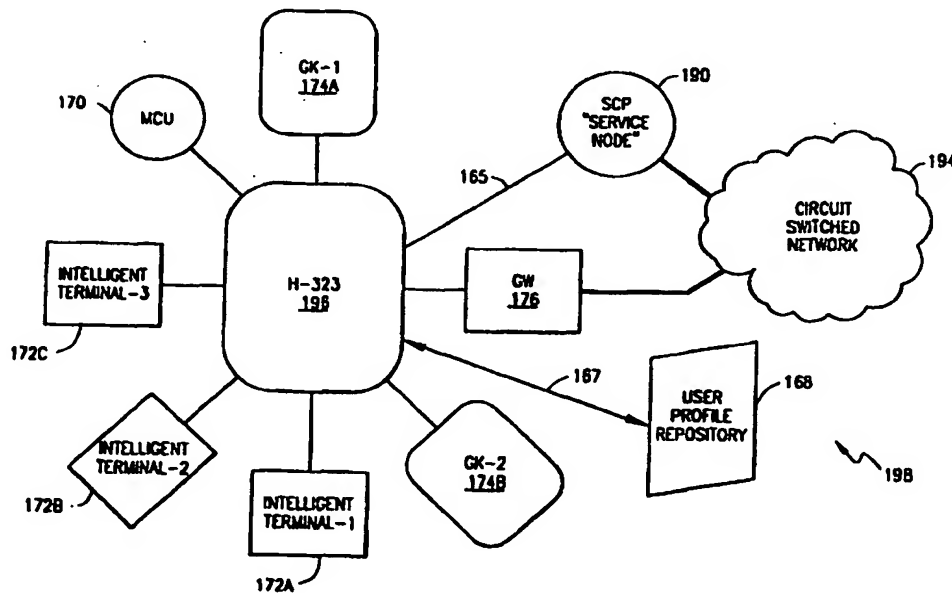 GK-1
174A
170
MCU
190
SCP
"SERVICE
NODE"
194
165
CIRCUIT
SWITCHED
NETWORK
INTELLIGENT
TERMINAL-3
172C
H-323
196
GW
176
167
168
USER
PROFILE
REPOSITORY
198
INTELLIGENT
TERMINAL-2
172B
GK-2
174B
INTELLIGENT
TERMINAL-1
172A